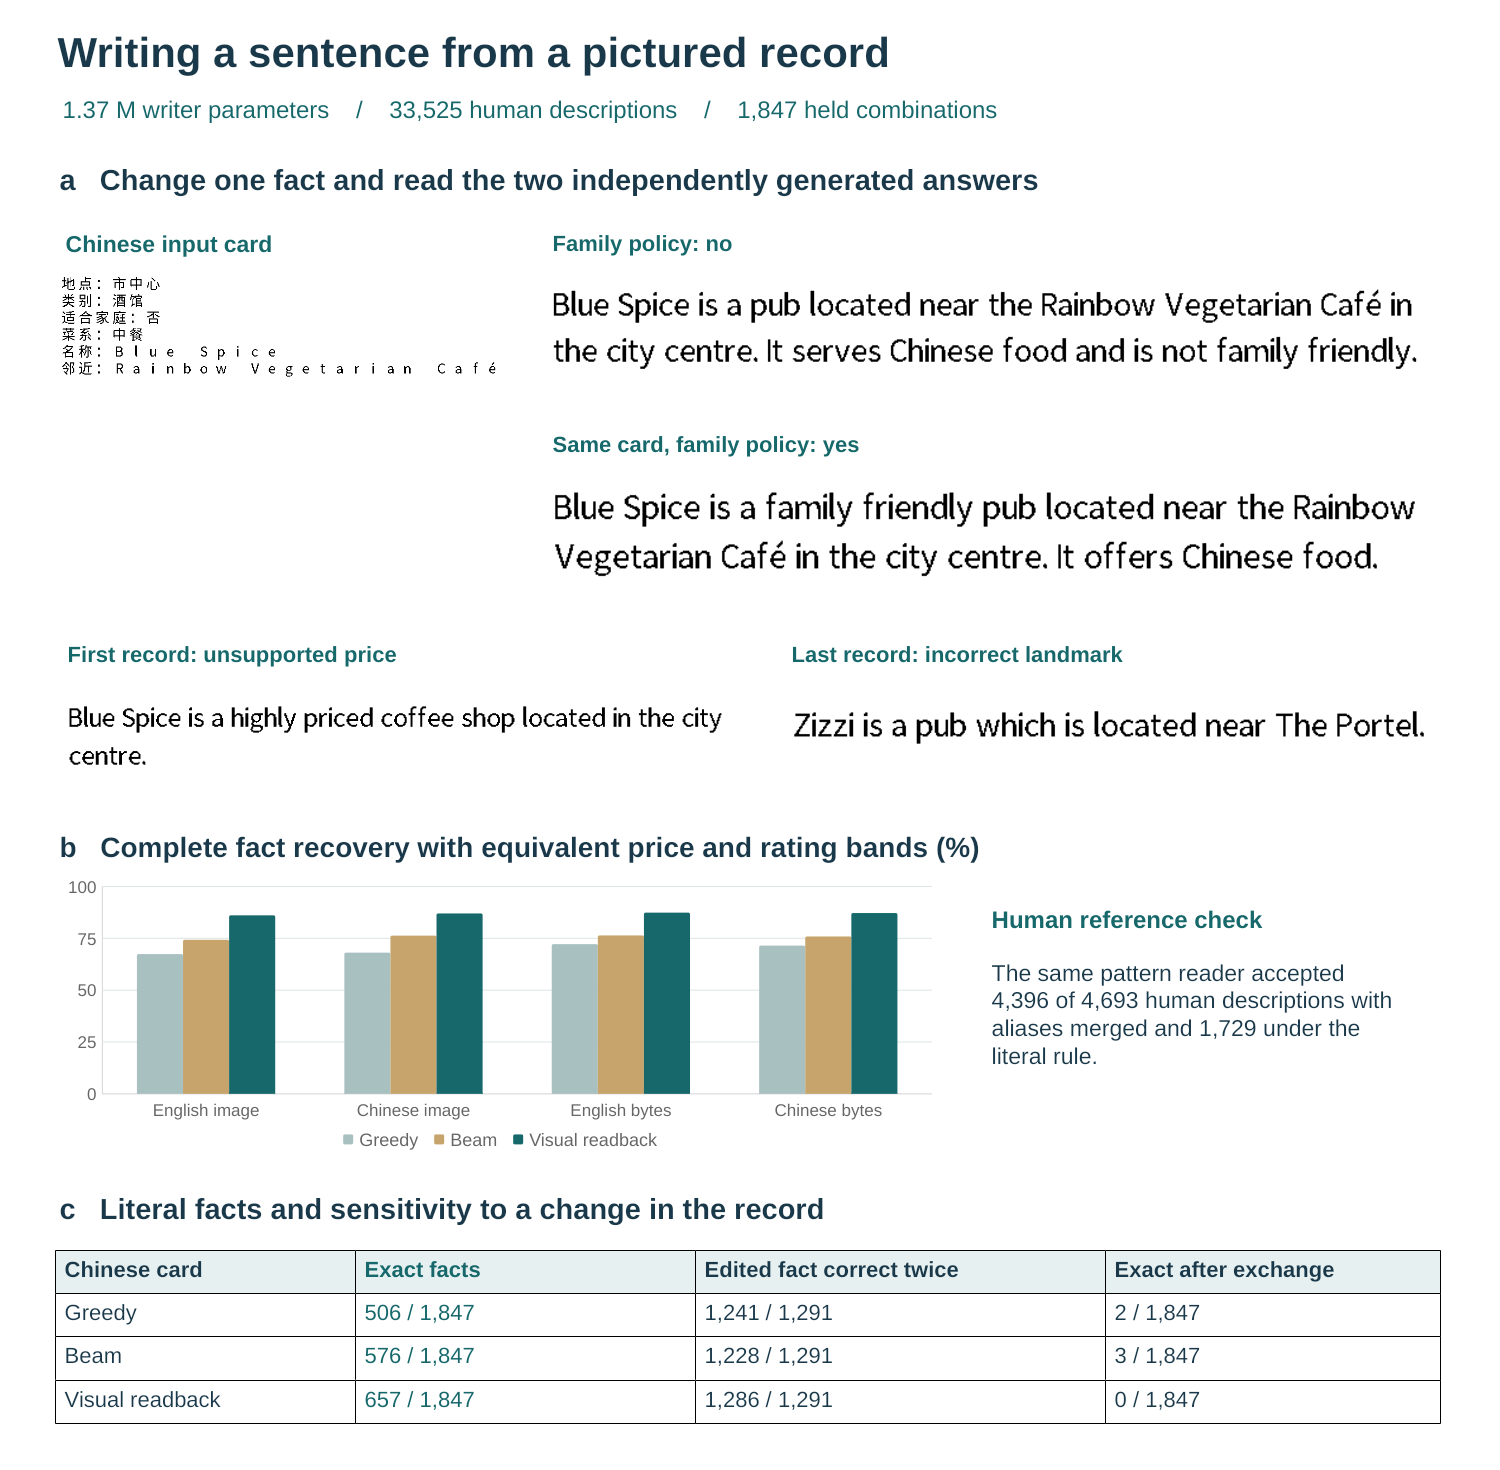 Writing a sentence from a pictured record
1.37 M writer parameters / 33,525 human descriptions / 1,847 held combinations
a Change one fact and read the two independently generated answers
Chinese input card
地点：市中心
类别：酒馆
适合家庭：否
菜系：中餐
名称：Blue Spice
邻近：Rainbow Vegetarian Café
Family policy: no
Blue Spice is a pub located near the Rainbow Vegetarian Café in
the city centre. It serves Chinese food and is not family friendly.
Same card, family policy: yes
Blue Spice is a family friendly pub located near the Rainbow
Vegetarian Café in the city centre. It offers Chinese food.
First record: unsupported price
Blue Spice is a highly priced coffee shop located in the city
centre.
Last record: incorrect landmark
Zizzi is a pub which is located near The Portel.
b Complete fact recovery with equivalent price and rating bands (%)
100
75
50
25
0
English image Chinese image English bytes Chinese bytes
Greedy Beam Visual readback
Human reference check
The same pattern reader accepted
4,396 of 4,693 human descriptions with
aliases merged and 1,729 under the
literal rule.
c Literal facts and sensitivity to a change in the record
Chinese card Exact facts Edited fact correct twice Exact after exchange
Greedy 506 / 1,847 1,241 / 1,291 2 / 1,847
Beam 576 / 1,847 1,228 / 1,291 3 / 1,847
Visual readback 657 / 1,847 1,286 / 1,291 0 / 1,847